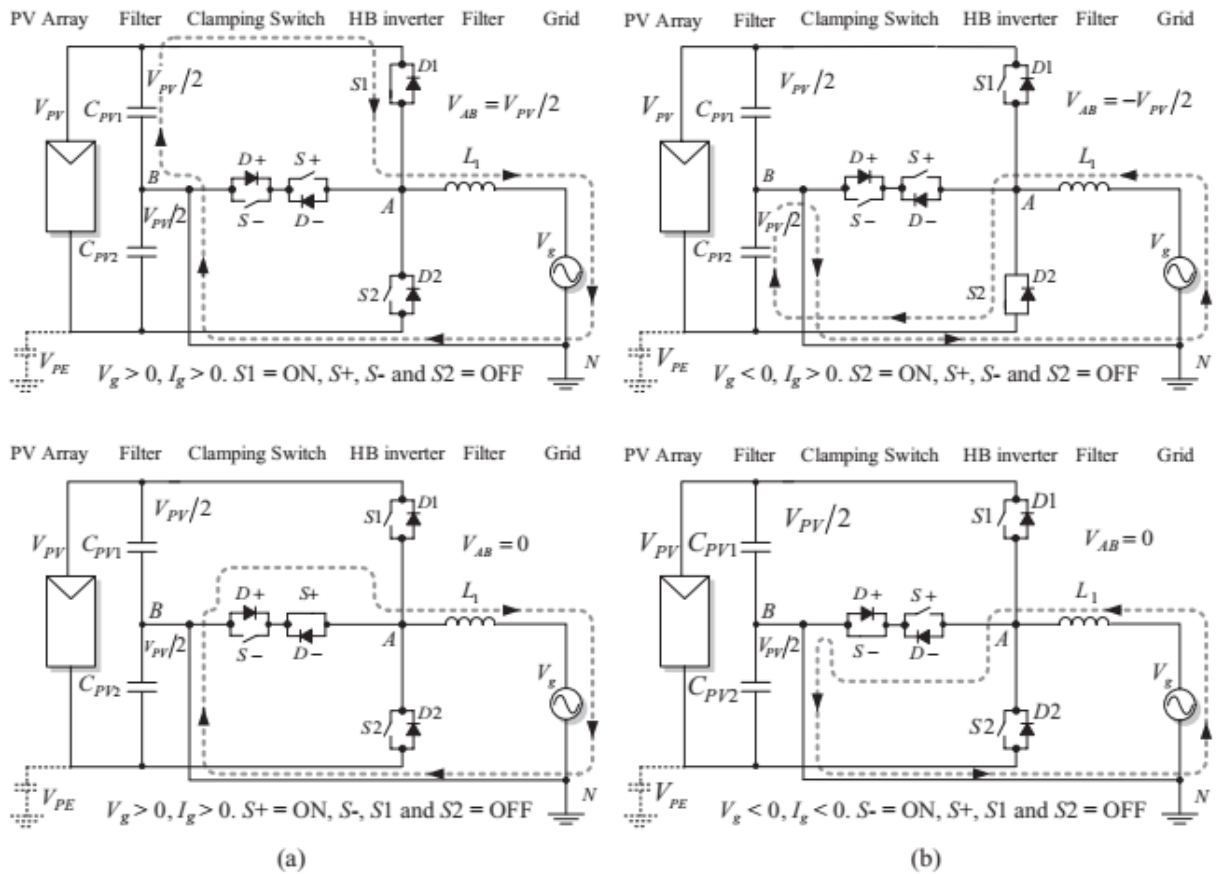 PV Array Filter Clamping Switch HB inverter Filter Grid
V_PV/2
V_PV
C_PV1
S1
D1
V_AB = V_PV/2
D+ S+
L_1
B
S− D−
A
V_PV/2
V_g
C_PV2
S2
D2
V_PE
N
V_g > 0, I_g > 0. S1 = ON, S+, S- and S2 = OFF
PV Array Filter Clamping Switch HB inverter Filter Grid
V_PV/2
V_PV
C_PV1
S1
D1
V_AB = −V_PV/2
D+ S+
L_1
B
S− D−
A
V_PV/2
V_g
C_PV2
S2
D2
V_PE
N
V_g < 0, I_g > 0. S2 = ON, S+, S- and S2 = OFF
PV Array Filter Clamping Switch HB inverter Filter Grid
V_PV/2
V_PV
C_PV1
S1
D1
V_AB = 0
D+ S+
L_1
B
S− D−
A
V_PV/2
V_g
C_PV2
S2
D2
V_PE
N
V_g > 0, I_g > 0. S+ = ON, S-, S1 and S2 = OFF
(a)
PV Array Filter Clamping Switch HB inverter Filter Grid
V_PV/2
V_PV
C_PV1
S1
D1
V_AB = 0
D+ S+
L_1
B
S− D−
A
V_PV/2
V_g
C_PV2
S2
D2
V_PE
N
V_g < 0, I_g < 0. S- = ON, S+, S1 and S2 = OFF
(b)